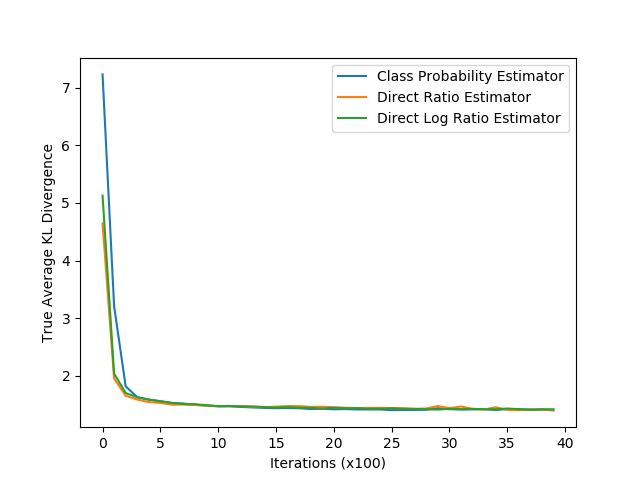 Class Probability Estimator
Direct Ratio Estimator
Direct Log Ratio Estimator
True Average KL Divergence
7
6
5
4
3
2
0 5 10 15 20 25 30 35 40
Iterations (x100)